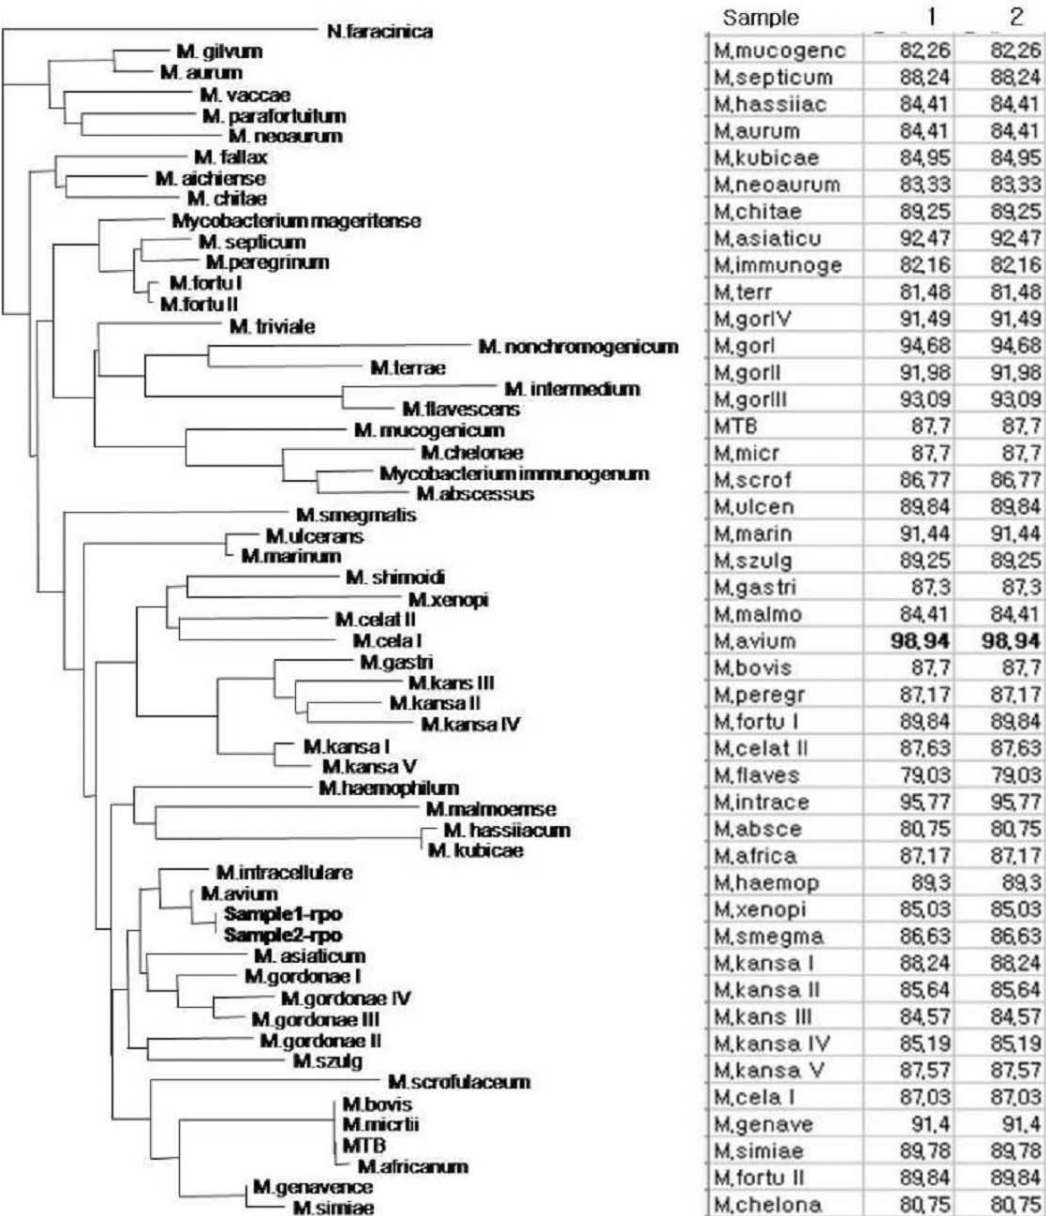 N.faracinica
M. gilvum
M. aurum
M. vaccae
M. parafortuitum
M. neoaurum
M. fallax
M. aichiense
M. chitae
Mycobacterium mageritense
M. septicum
M.peregrinum
M.fortu I
M.fortu II
M. triviale
M. nonchromogenicum
M.terrae
M. intermedium
M.flavescens
M. mucogenicum
M.chelonae
Mycobacterium immunogenum
M.abscessus
M.smegmatis
M.ulcerans
M.marinum
M. shimoidi
M.xenopi
M.celat II
M.cela I
M.gastri
M.kans III
M.kansa II
M.kansa IV
M.kansa I
M.kansa V
M.haemophilum
M.malmoemse
M. hassiiacum
M. kubicae
M.intracellulare
M.avium
Sample1-rpo
Sample2-rpo
M. asiaticum
M.gordonae I
M.gordonae IV
M.gordonae III
M.gordonae II
M.szulg
M.scrofulaceum
M.bovis
M.micrtii
MTB
M.africanum
M.genavence
M.simiae
Sample 1 2
M,mucogenc 82,26 82,26
M,septicum 88,24 88,24
M,hassiiac 84,41 84,41
M,aurum 84,41 84,41
M,kubicae 84,95 84,95
M,neoaurum 83,33 83,33
M,chitae 89,25 89,25
M,asiaticu 92,47 92,47
M,immunoge 82,16 82,16
M,terr 81,48 81,48
M,gorIV 91,49 91,49
M,gorI 94,68 94,68
M,gorII 91,98 91,98
M,gorIII 93,09 93,09
MTB 87,7 87,7
M,micr 87,7 87,7
M,scrof 86,77 86,77
M,ulcen 89,84 89,84
M,marin 91,44 91,44
M,szulg 89,25 89,25
M,gastri 87,3 87,3
M,malmo 84,41 84,41
M,avium 98,94 98,94
M,bovis 87,7 87,7
M,peregr 87,17 87,17
M,fortu I 89,84 89,84
M,celat II 87,63 87,63
M,flaves 79,03 79,03
M,intrace 95,77 95,77
M,absce 80,75 80,75
M,africa 87,17 87,17
M,haemop 89,3 89,3
M,xenopi 85,03 85,03
M,smegma 86,63 86,63
M,kansa I 88,24 88,24
M,kansa II 85,64 85,64
M,kans III 84,57 84,57
M,kansa IV 85,19 85,19
M,kansa V 87,57 87,57
M,cela I 87,03 87,03
M,genave 91,4 91,4
M,simiae 89,78 89,78
M,fortu II 89,84 89,84
M,chelona 80,75 80,75